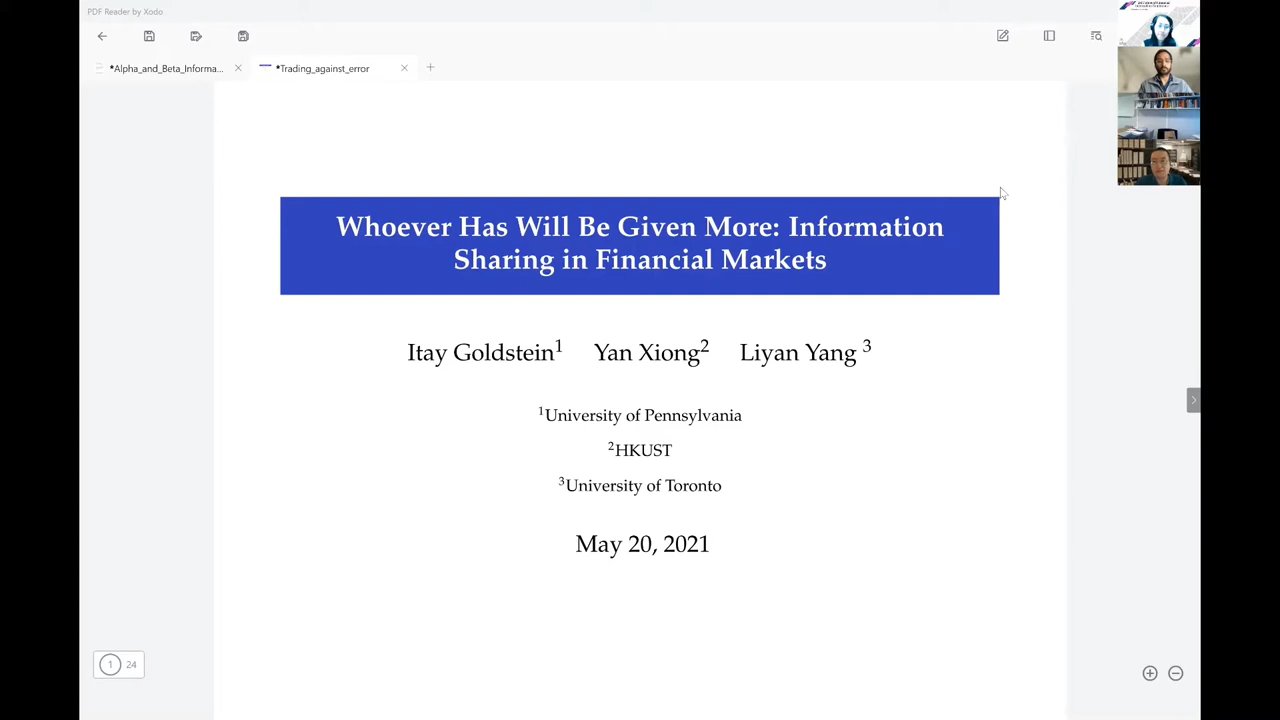 PDF Reader by Xodo
*Alpha_and_Beta_Informa...
*Trading_against_error
Whoever Has Will Be Given More: Information
Sharing in Financial Markets
Itay Goldstein1 Yan Xiong2 Liyan Yang 3
1University of Pennsylvania
2HKUST
3University of Toronto
May 20, 2021
1 24